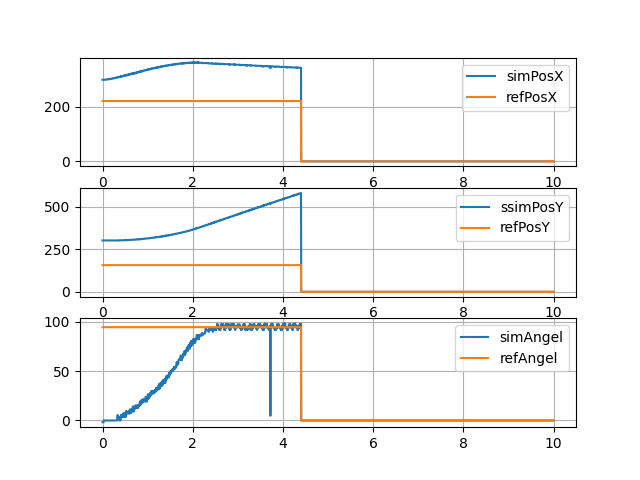 200
0
0 2 4 6 8 10
simPosX
refPosX
500
250
0
0 2 4 6 8 10
ssimPosY
refPosY
100
50
0
0 2 4 6 8 10
simAngel
refAngel